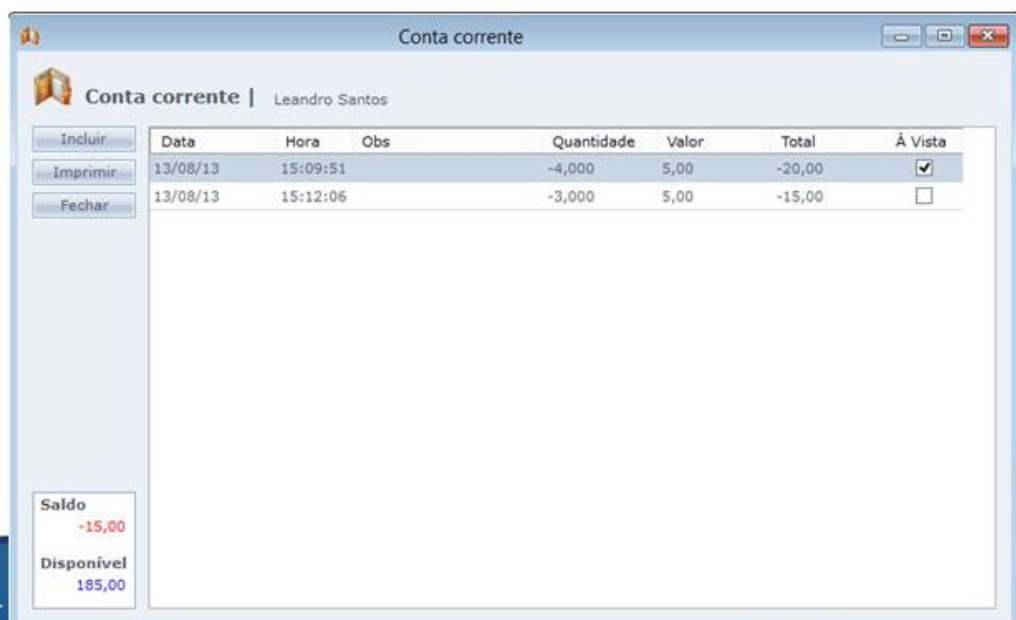 Conta corrente
Conta corrente | Leandro Santos
Incluir
Imprimir
Fechar
Data Hora Obs Quantidade Valor Total À Vista
13/08/13 15:09:51 -4,000 5,00 -20,00
13/08/13 15:12:06 -3,000 5,00 -15,00
Saldo
-15,00
Disponível
185,00